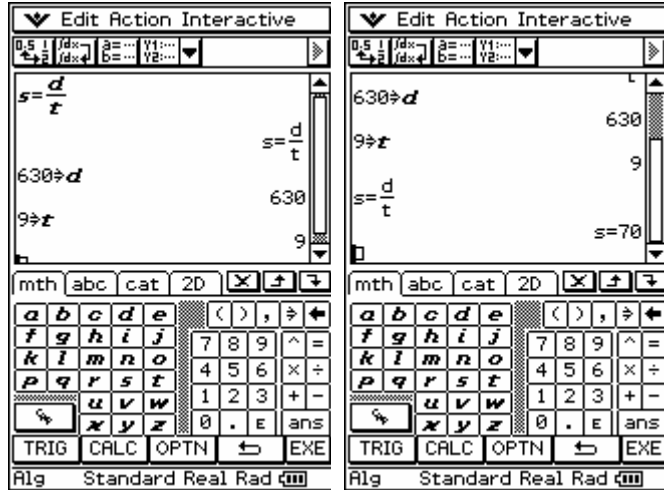 Edit Action Interactive
s=d/t
s=d/t
630⇒d
630
9⇒t
9
mth abc cat 2D
a b c d e ( ) , ⇒ ←
f g h i j 7 8 9 ^ =
k l m n o 4 5 6 × ÷
p q r s t 1 2 3 + −
u v w 0 . E ans
x y z
TRIG CALC OPTN EXE
Alg Standard Real Rad
Edit Action Interactive
630⇒d
630
9⇒t
9
s=d/t
s=70
mth abc cat 2D
a b c d e ( ) , ⇒ ←
f g h i j 7 8 9 ^ =
k l m n o 4 5 6 × ÷
p q r s t 1 2 3 + −
u v w 0 . E ans
x y z
TRIG CALC OPTN EXE
Alg Standard Real Rad